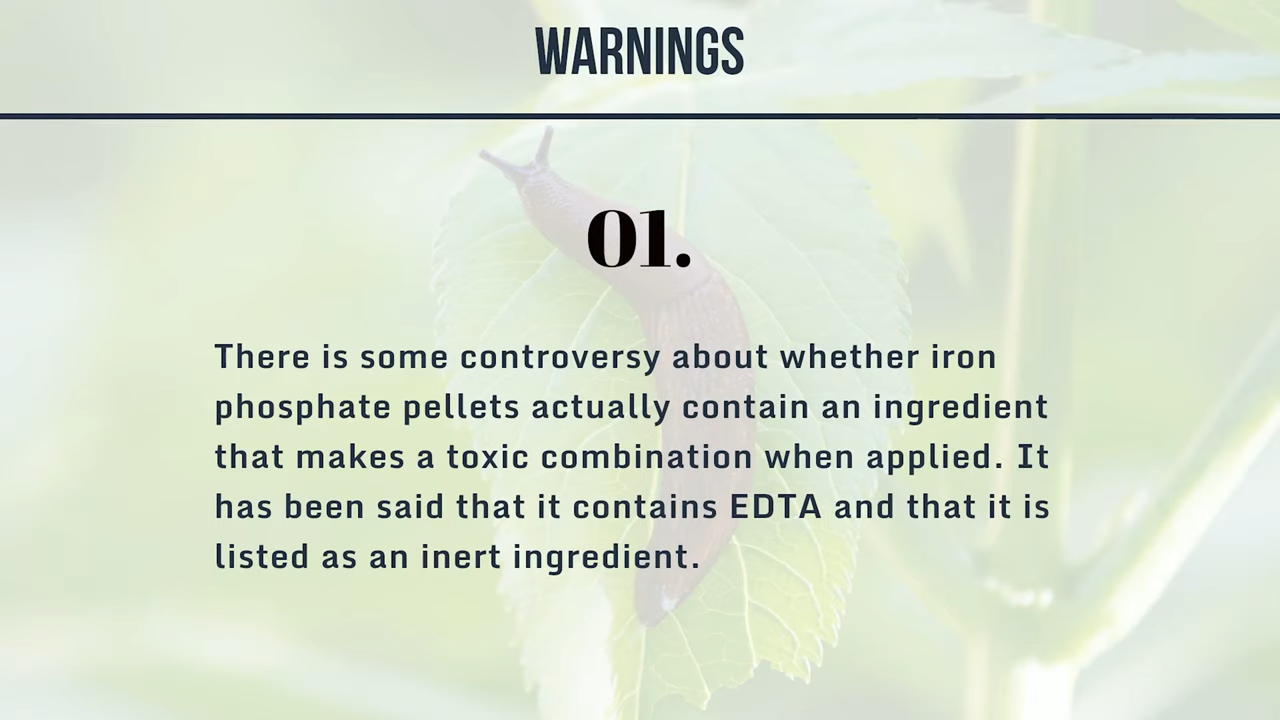 WARNINGS
01.
There is some controversy about whether iron
phosphate pellets actually contain an ingredient
that makes a toxic combination when applied. It
has been said that it contains EDTA and that it is
listed as an inert ingredient.